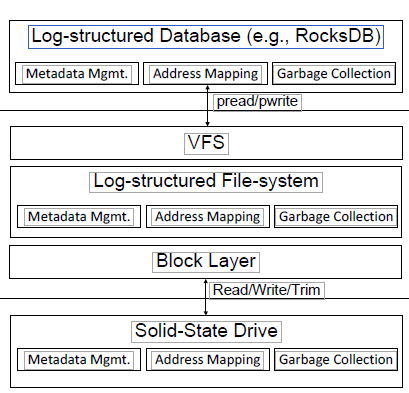 Log-structured Database (e.g., RocksDB)
Metadata Mgmt. Address Mapping Garbage Collection
pread/pwrite
VFS
Log-structured File-system
Metadata Mgmt. Address Mapping Garbage Collection
Block Layer
Read/Write/Trim
Solid-State Drive
Metadata Mgmt. Address Mapping Garbage Collection